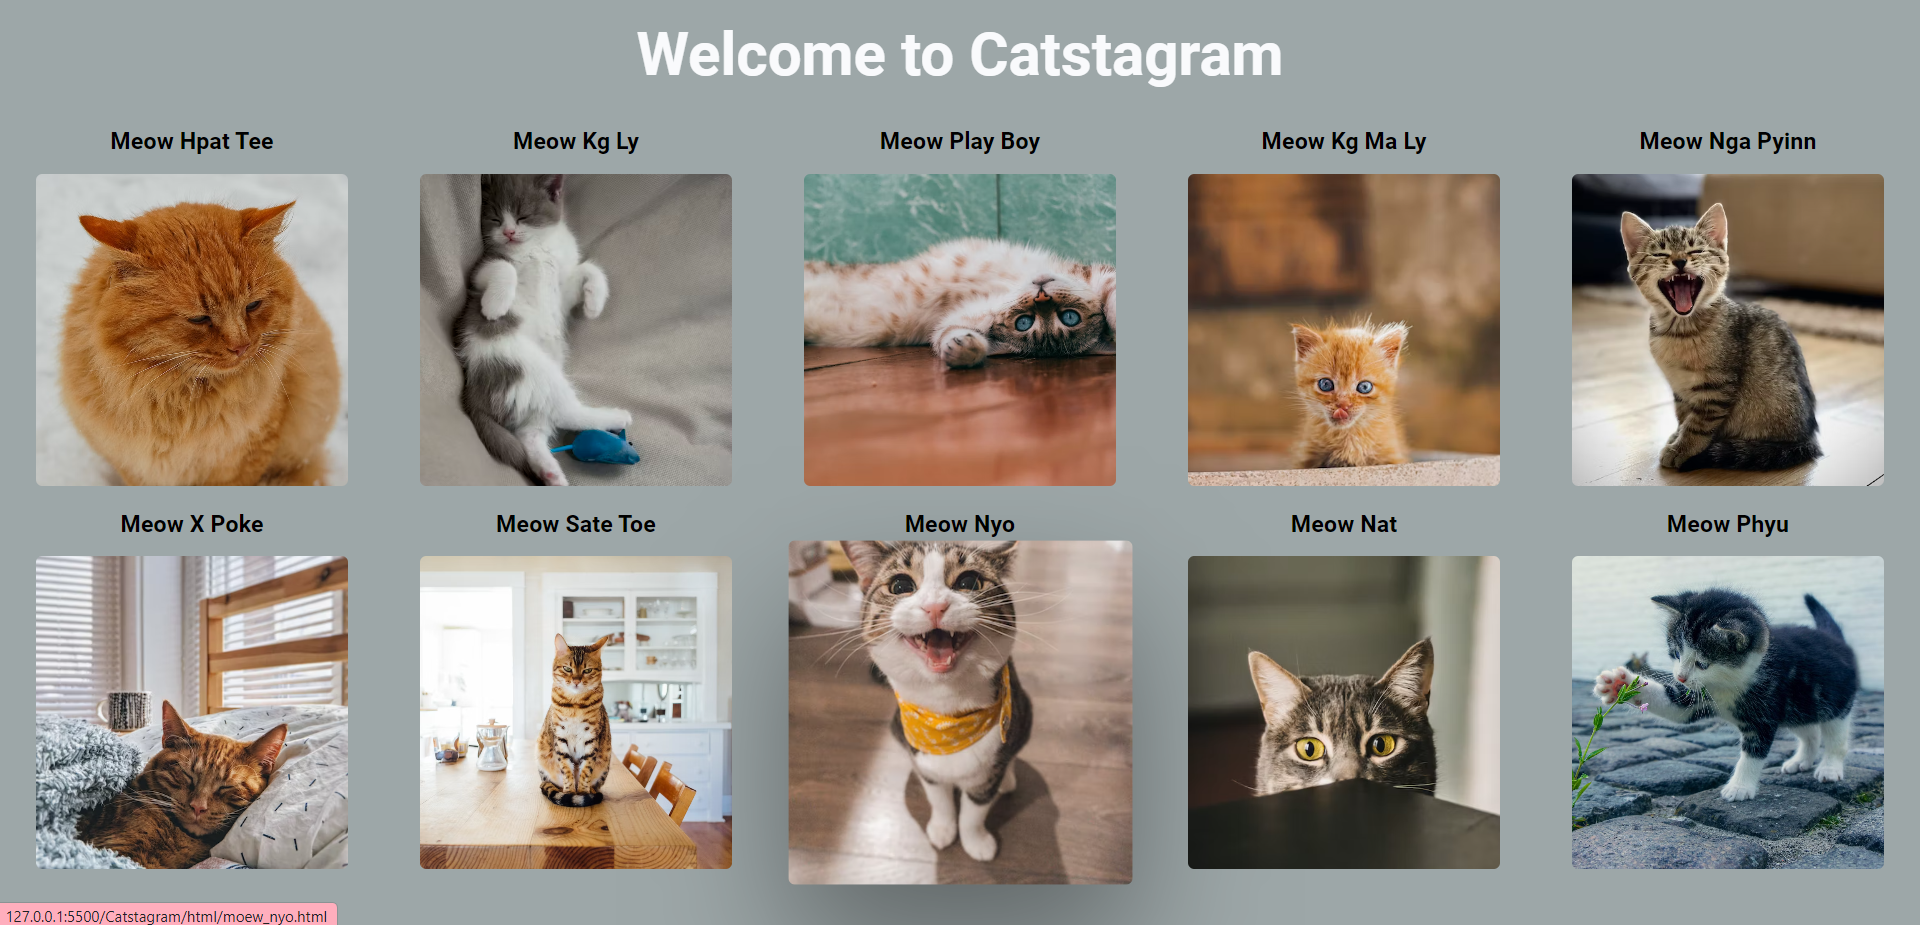 Welcome to Catstagram
Meow Hpat Tee
Meow Kg Ly
Meow Play Boy
Meow Kg Ma Ly
Meow Nga Pyinn
Meow X Poke
Meow Sate Toe
Meow Nyo
Meow Nat
Meow Phyu
127.0.0.1:5500/Catstagram/html/moew_nyo.html